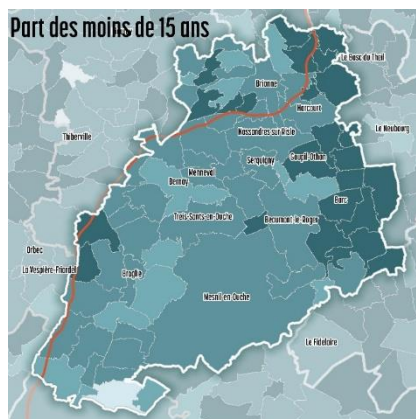 Part des moins de 15 ans
Le Bosc du Theil
Brionne
Harcourt
Thiberville
Le Neubourg
Nassandres sur Risle
Serquigny
Goupil-Othon
Menneval
Bernay
Barc
Treis-Sants-en-Ouche
Beaumont-le-Roger
Orbec
La Vespière-Friardel
Broglie
Mesnil-en-Ouche
Le Fidelaire